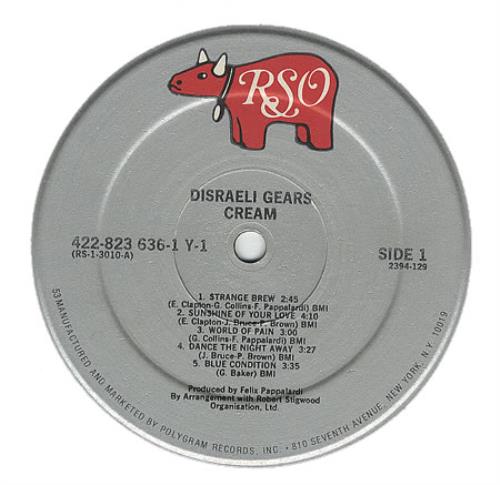 RSO
DISRAELI GEARS
CREAM
422-823 636-1 Y-1
(RS-1-3010-A)
SIDE 1
2394-129
1. STRANGE BREW 2:45
(E. Clapton-G. Collins-F. Pappalardi) BMI
2. SUNSHINE OF YOUR LOVE 4:10
(E. Clapton-J. Bruce-P. Brown) BMI
3. WORLD OF PAIN 3:00
(G. Collins-F. Pappalardi) BMI
4. DANCE THE NIGHT AWAY 3:27
(J. Bruce-P. Brown) BMI
5. BLUE CONDITION 3:35
(G. Baker) BMI
Produced by Felix Pappalardi
By Arrangement with Robert Stigwood
Organisation, Ltd.
53 MANUFACTURED AND MARKETED BY POLYGRAM RECORDS, INC. • 810 SEVENTH AVENUE, NEW YORK, N.Y. 10019